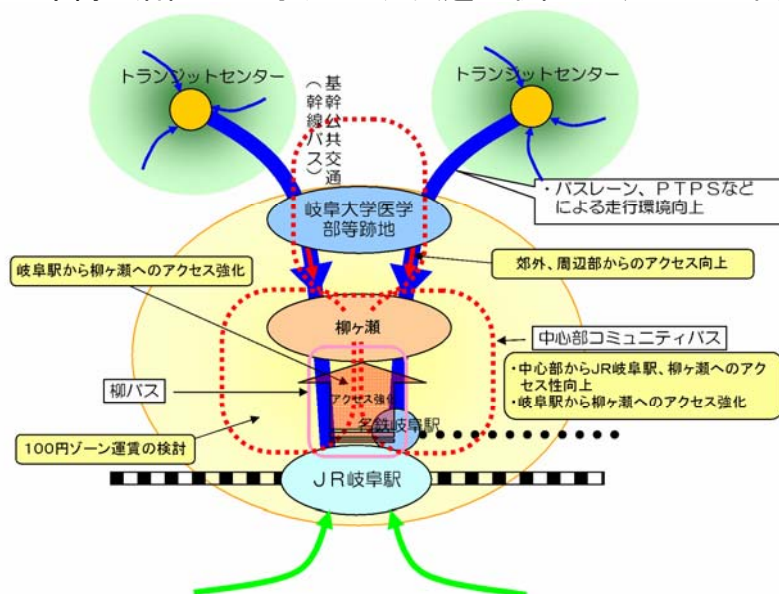 トランジットセンター
基幹公共交通
（幹線バス）
トランジットセンター
・バスレーン、ＰＴＰＳなど
による走行環境向上
岐阜大学医学
部等跡地
岐阜駅から柳ヶ瀬へのアクセス強化
郊外、周辺部からのアクセス向上
柳ヶ瀬
中心部コミュニティバス
・中心部からJR岐阜駅、柳ヶ瀬へのアク
セス性向上
・岐阜駅から柳ヶ瀬へのアクセス強化
柳バス
アクセス強化
名鉄岐阜駅
100円ゾーン運賃の検討
ＪＲ岐阜駅